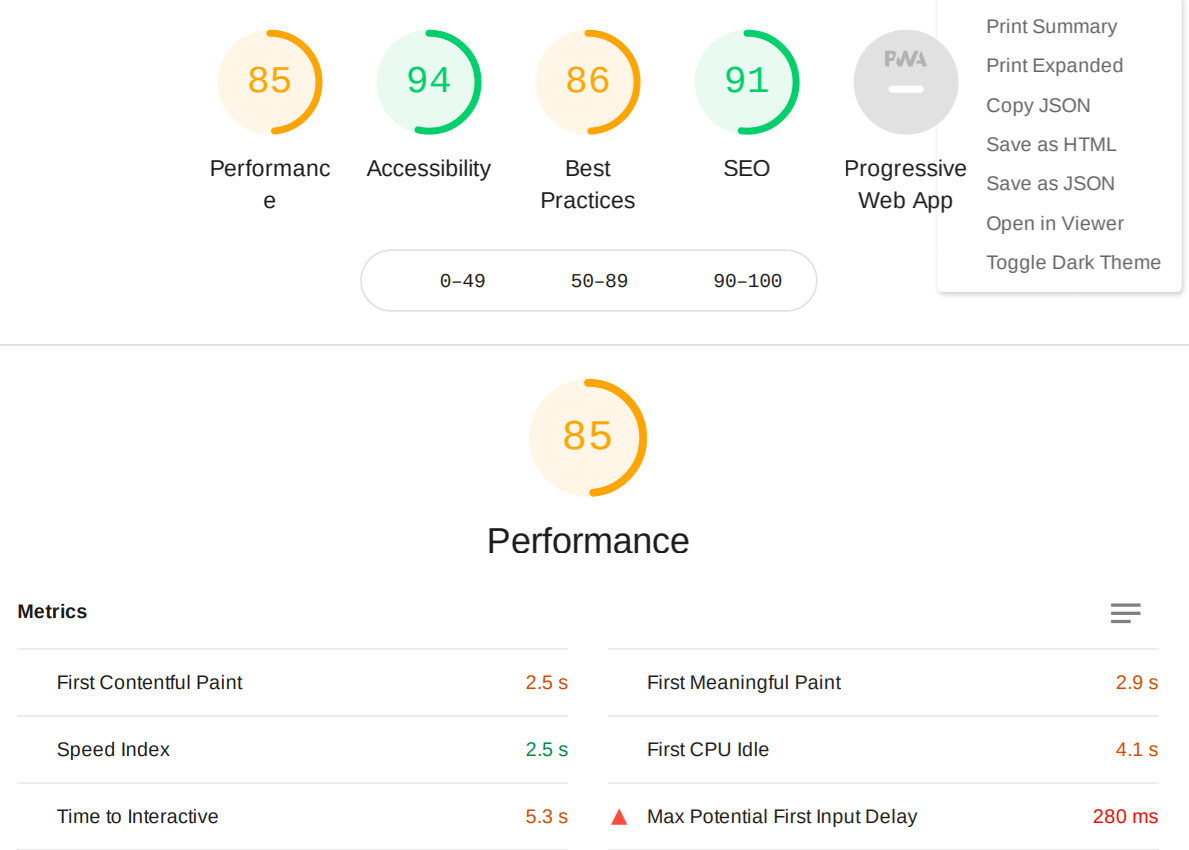 85
94
86
91
PWA
Performanc
e
Accessibility
Best
Practices
SEO
Progressive
Web App
Print Summary
Print Expanded
Copy JSON
Save as HTML
Save as JSON
Open in Viewer
Toggle Dark Theme
0–49 50–89 90–100
85
Performance
Metrics
First Contentful Paint 2.5 s
First Meaningful Paint 2.9 s
Speed Index 2.5 s
First CPU Idle 4.1 s
Time to Interactive 5.3 s
Max Potential First Input Delay 280 ms